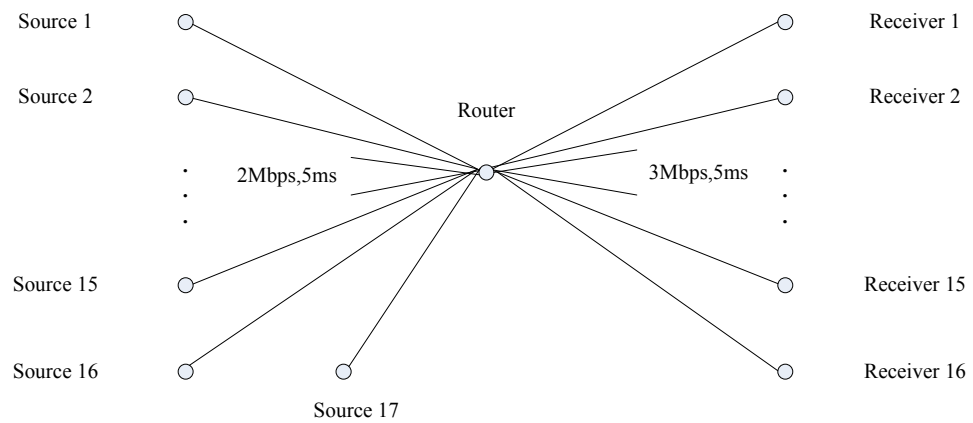 Source 1
Receiver 1
Source 2
Receiver 2
Router
2Mbps,5ms
3Mbps,5ms
Source 15
Receiver 15
Source 16
Receiver 16
Source 17